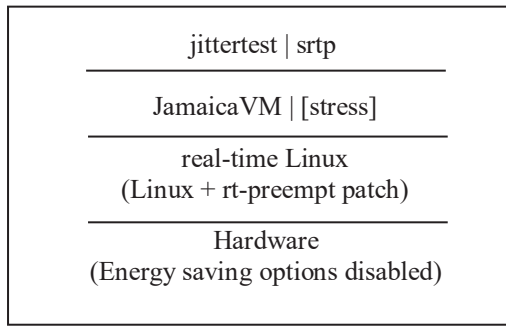 jittertest | srtp
JamaicaVM | [stress]
real-time Linux
(Linux + rt-preempt patch)
Hardware
(Energy saving options disabled)